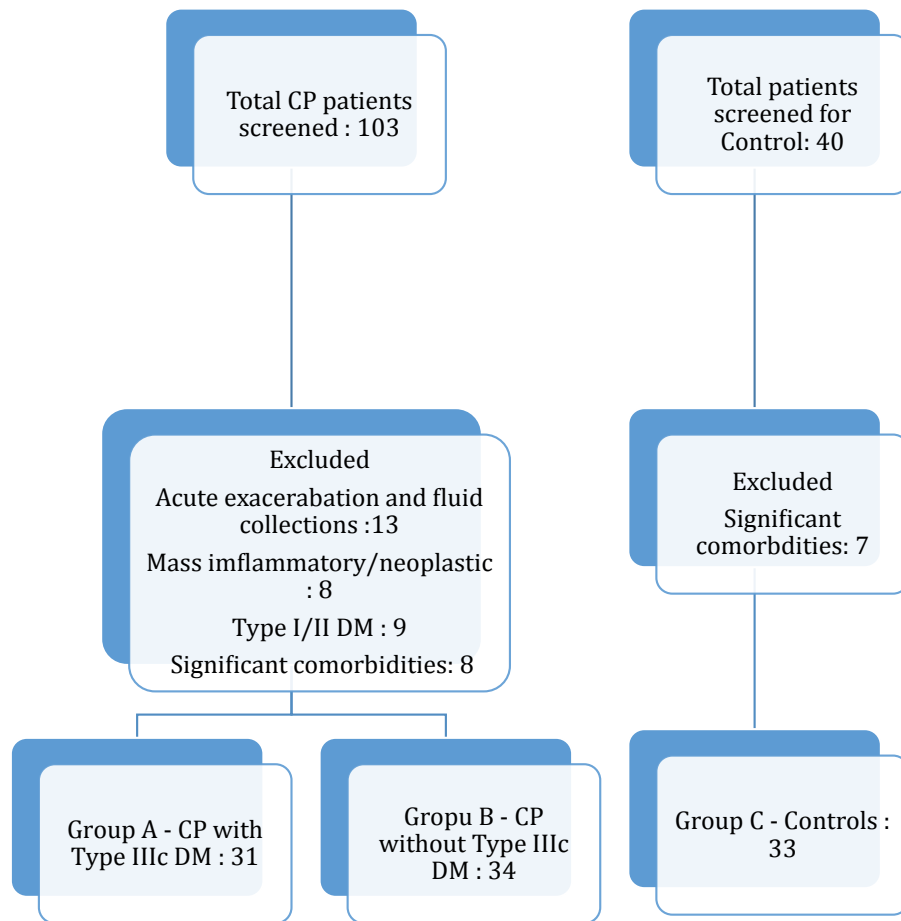 Total CP patients
screened : 103
Total patients
screened for
Control: 40
Excluded
Acute exacerabation and fluid
collections :13
Mass imflammatory/neoplastic
: 8
Type I/II DM : 9
Significant comorbidities: 8
Excluded
Significant
comorbdities: 7
Group A - CP with
Type IIIc DM : 31
Gropu B - CP
without Type IIIc
DM : 34
Group C - Controls :
33